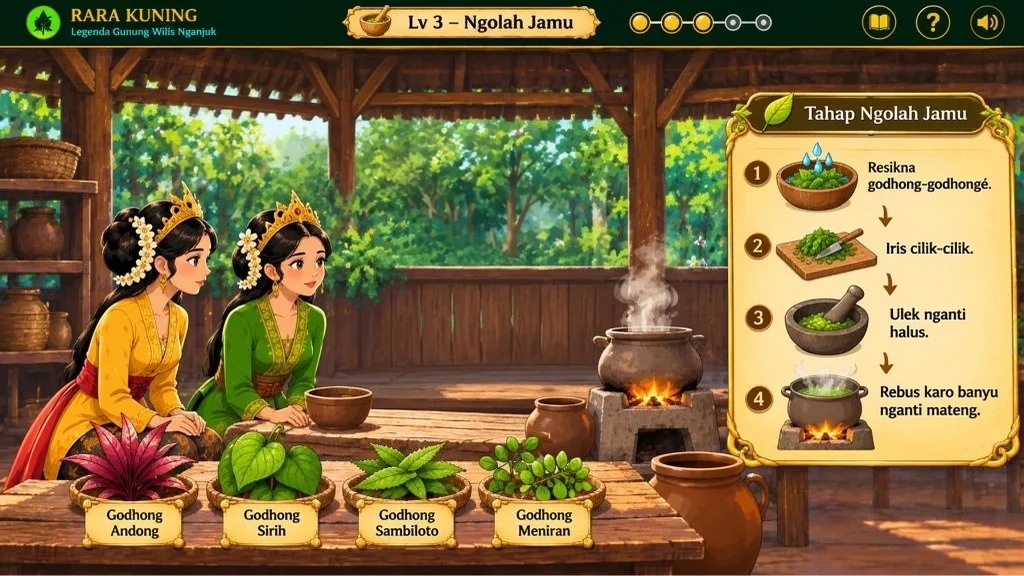 RARA KUNING
Legenda Gunung Wilis Nganjuk
Lv 3 – Ngolah Jamu
?
Tahap Ngolah Jamu
1
Resikna
godhong-godhongé.
2
Iris cilik-cilik.
3
Ulek nganti
halus.
4
Rebus karo banyu
nganti mateng.
Godhong
Andong
Godhong
Sirih
Godhong
Sambiloto
Godhong
Meniran